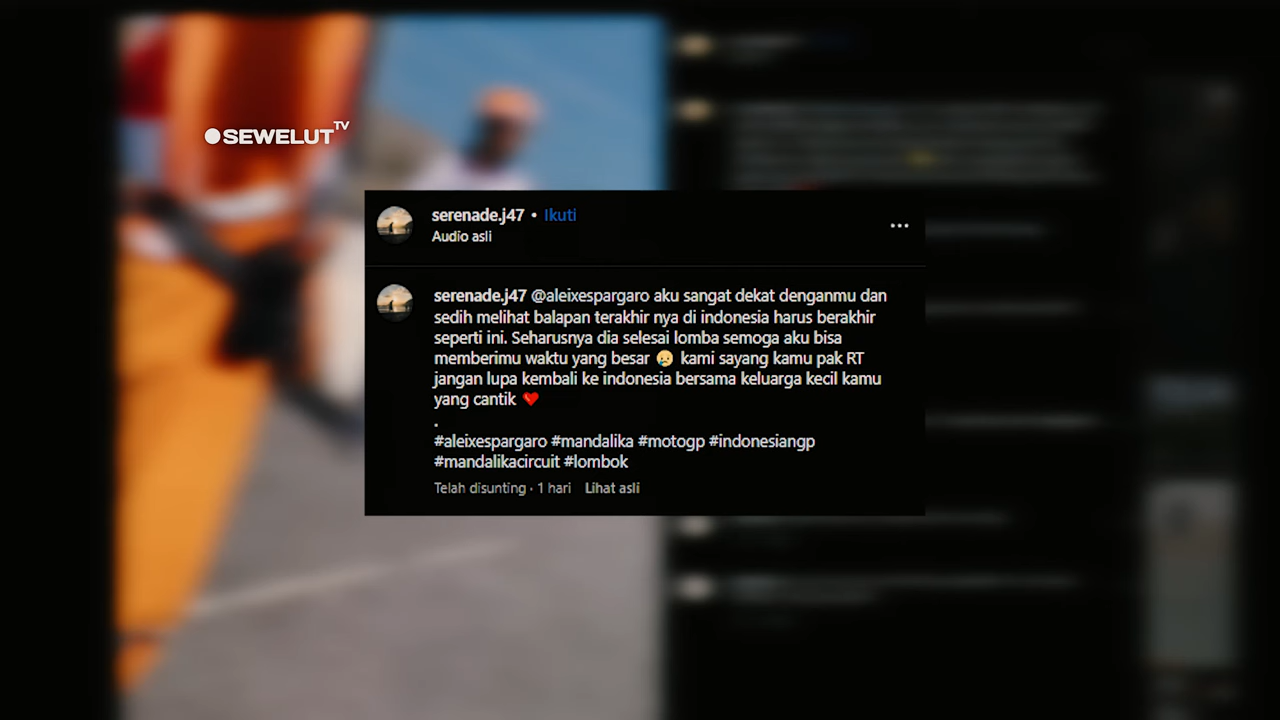 SEWELUT TV
serenade.j47 • Ikuti
Audio asli
serenade.j47 @aleixespargaro aku sangat dekat denganmu dan
sedih melihat balapan terakhir nya di indonesia harus berakhir
seperti ini. Seharusnya dia selesai lomba semoga aku bisa
memberimu waktu yang besar 😢 kami sayang kamu pak RT
jangan lupa kembali ke indonesia bersama keluarga kecil kamu
yang cantik ❤️
.
#aleixespargaro #mandalika #motogp #indonesiangp
#mandalikacircuit #lombok
Telah disunting · 1 hari Lihat asli